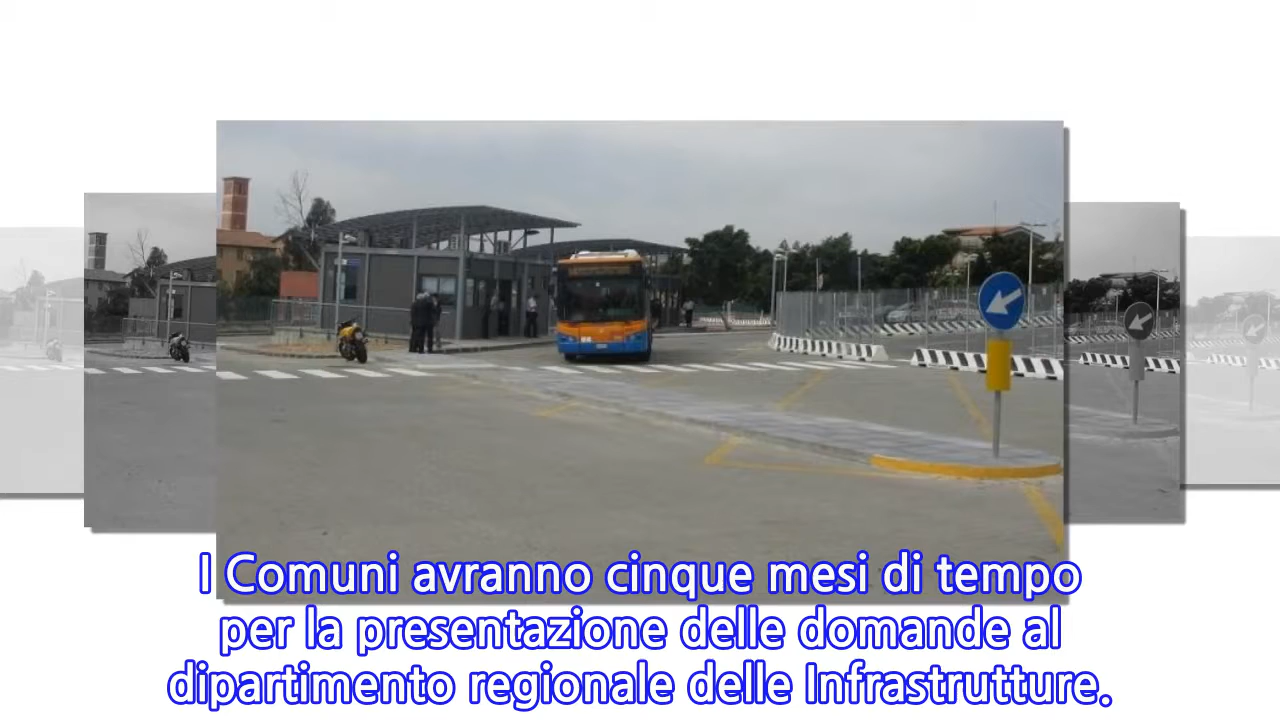 I Comuni avranno cinque mesi di tempo
per la presentazione delle domande al
dipartimento regionale delle Infrastrutture.